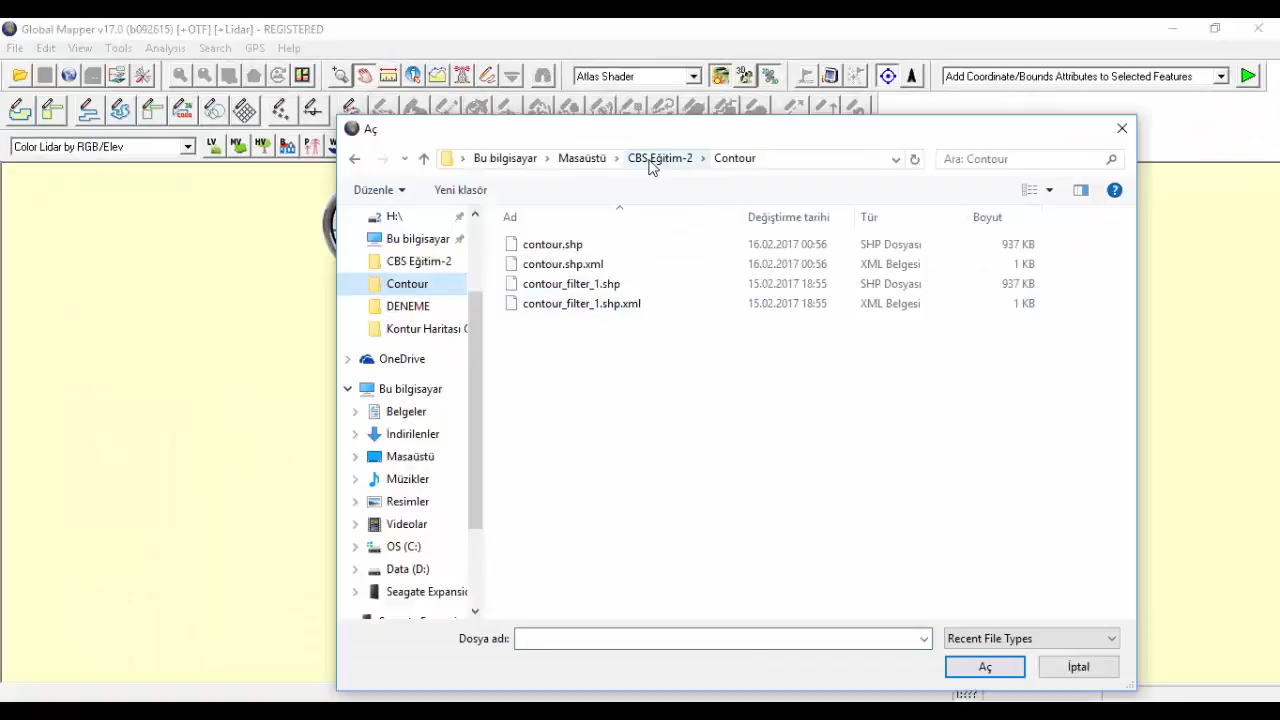 Global Mapper v17.0 (b092615) [+OTF] [+Lidar] - REGISTERED
File Edit View Tools Analysis Search GPS Help
Atlas Shader
Add Coordinate/Bounds Attributes to Selected Features
Color Lidar by RGB/Elev
LV MV HV
Aç
Bu bilgisayar > Masaüstü > CBS Eğitim-2 > Contour
Ara: Contour
Düzenle
Yeni klasör
H:\
Bu bilgisayar
CBS Eğitim-2
Contour
DENEME
Kontur Haritası
OneDrive
Bu bilgisayar
Belgeler
İndirilenler
Masaüstü
Müzikler
Resimler
Videolar
OS (C:)
Data (D:)
Seagate Expansi
Ad Değiştirme tarihi Tür Boyut
contour.shp 16.02.2017 00:56 SHP Dosyası 937 KB
contour.shp.xml 16.02.2017 00:56 XML Belgesi 1 KB
contour_filter_1.shp 15.02.2017 18:55 SHP Dosyası 937 KB
contour_filter_1.shp.xml 15.02.2017 18:55 XML Belgesi 1 KB
Dosya adı:
Recent File Types
Aç
İptal